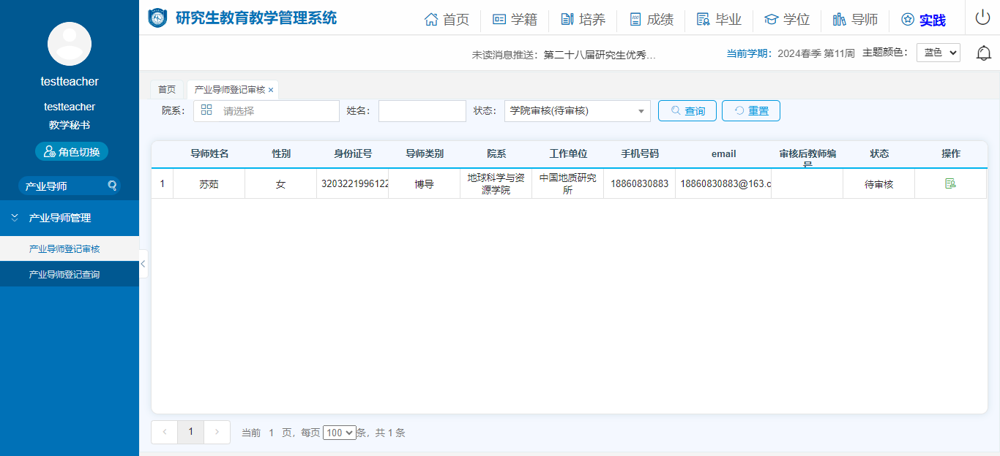 研究生教育教学管理系统
首页 学籍 培养 成绩 毕业 学位 导师 实践
testteacher
testteacher
教学秘书
角色切换
产业导师
产业导师管理
产业导师登记审核
产业导师登记查询
未读消息推送：第二十八届研究生优秀… 当前学期：2024春季 第11周 主题颜色： 蓝色
首页 产业导师登记审核 ×
院系： 请选择 姓名： 状态： 学院审核(待审核) 查询 重置
导师姓名 性别 身份证号 导师类别 院系 工作单位 手机号码 email 审核后教师编号 状态 操作
1 苏茹 女 3203221996122 博导 地球科学与资源学院 中国地质研究所 18860830883 18860830883@163.c 待审核
1 当前 1 页，每页 100 条，共 1 条